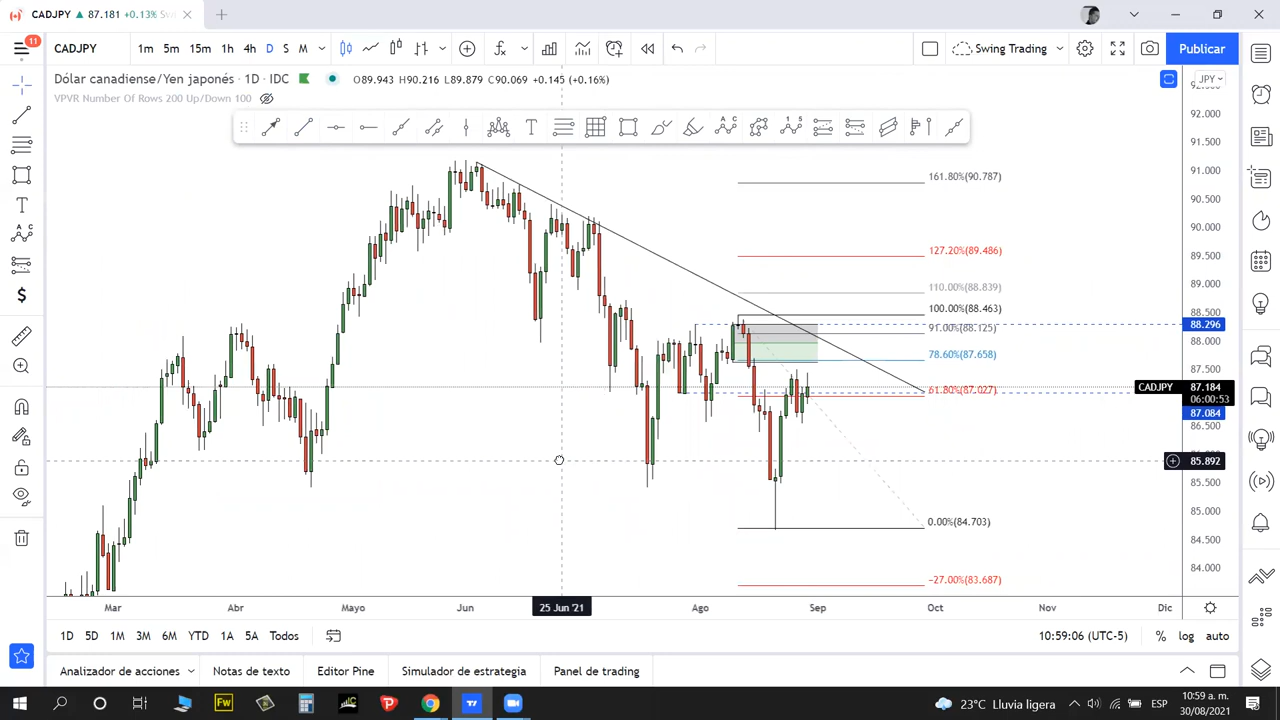 CADJPY ▲ 87.181 +0.13%
11
CADJPY 1m 5m 15m 1h 4h D S M Swing Trading Publicar
Dólar canadiense/Yen japonés · 1D · IDC O89.943 H90.216 L89.879 C90.099 +0.145 (+0.16%) JPY
VPVR Number Of Rows 200 Up/Down 100
92.000
91.500
161.80%(90.787) 91.000
90.500
90.000
127.20%(89.486) 89.500
89.000
110.00%(88.839)
100.00%(88.463) 88.500
88.296
91.00%(88.125) 88.000
78.60%(87.658)
87.500
CADJPY 87.184
61.80%(87.027) 06:00:53
87.084
86.500
85.892
85.500
0.00%(84.703)
84.500
84.000
-27.00%(83.687)
Mar Abr Mayo Jun 25 Jun '21 Ago Sep Oct Nov Dic
1D 5D 1M 3M 6M YTD 1A 5A Todos 10:59:06 (UTC-5) % log auto
Analizador de acciones Notas de texto Editor Pine Simulador de estrategia Panel de trading
23°C Lluvia ligera ESP 10:59 a. m.
30/08/2021